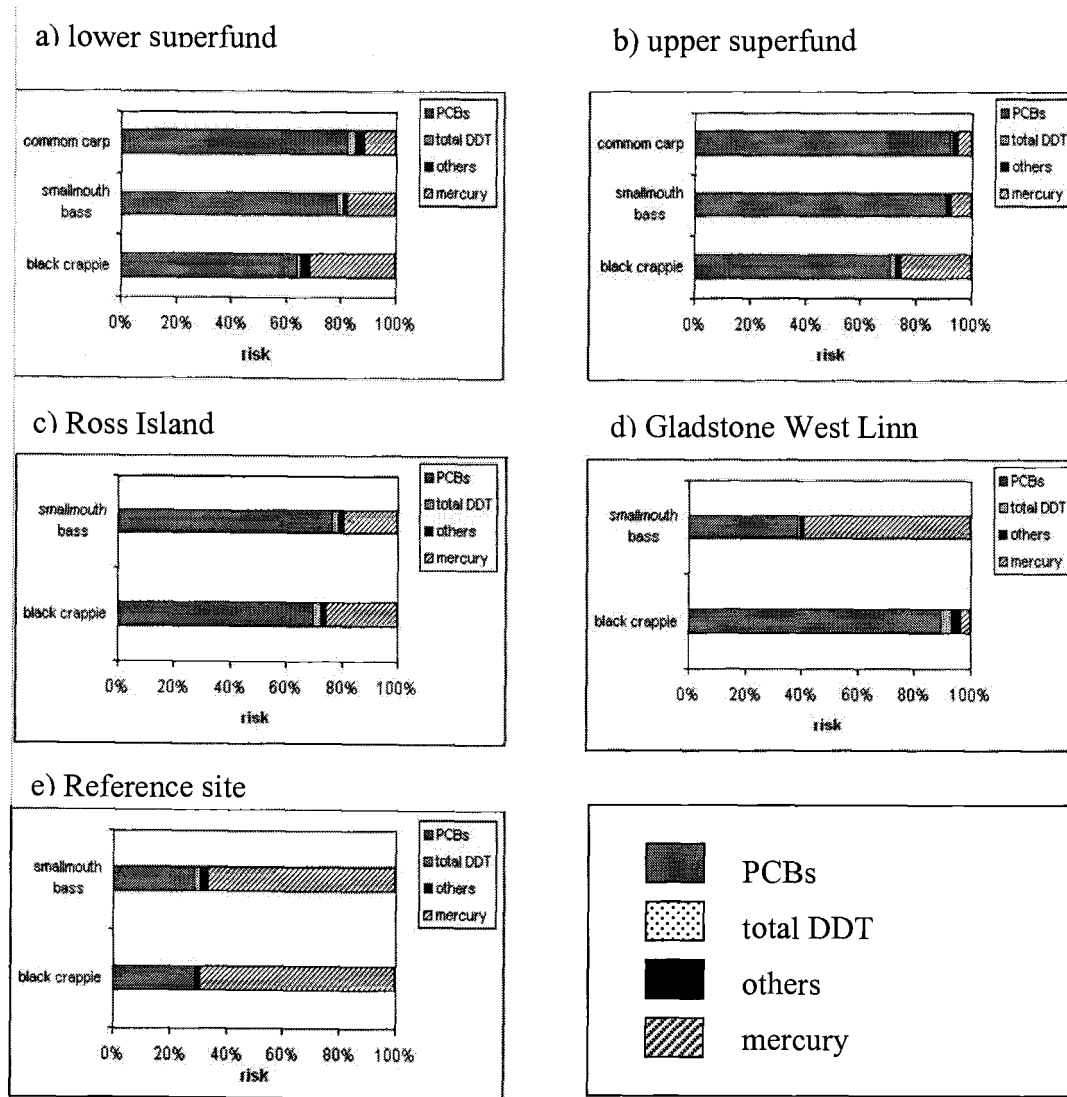 a) lower superfund
commom carp
smallmouth
bass
black crappie
0% 20% 40% 60% 80% 100%
risk
PCBs
total DDT
others
mercury
b) upper superfund
commom carp
smallmouth
bass
black crappie
0% 20% 40% 60% 80% 100%
risk
PCBs
total DDT
others
mercury
c) Ross Island
smallmouth
bass
black crappie
0% 20% 40% 60% 80% 100%
risk
PCBs
total DDT
others
mercury
d) Gladstone West Linn
smallmouth
bass
black crappie
0% 20% 40% 60% 80% 100%
risk
PCBs
total DDT
others
mercury
e) Reference site
smallmouth
bass
black crappie
0% 20% 40% 60% 80% 100%
risk
PCBs
total DDT
others
mercury
PCBs
total DDT
others
mercury